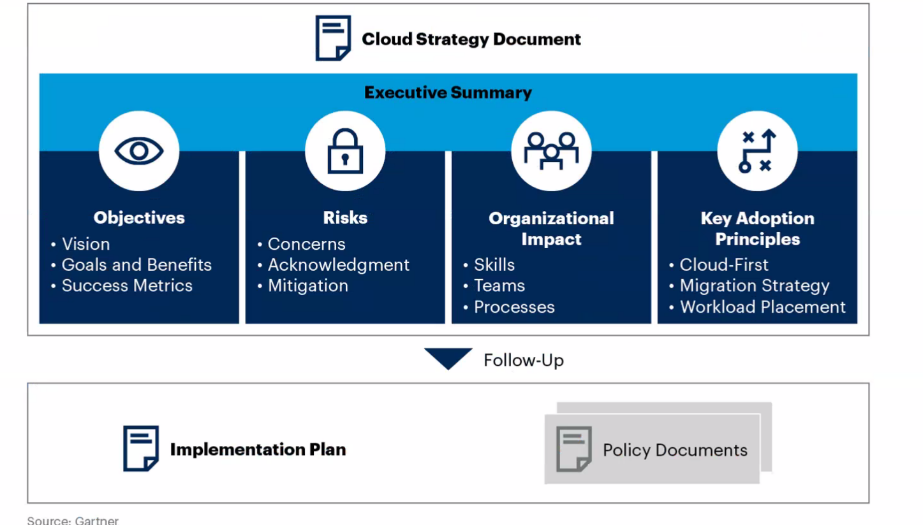 Cloud Strategy Document
Executive Summary
Objectives
• Vision
• Goals and Benefits
• Success Metrics
Risks
• Concerns
• Acknowledgment
• Mitigation
Organizational
Impact
• Skills
• Teams
• Processes
Key Adoption
Principles
• Cloud-First
• Migration Strategy
• Workload Placement
Follow-Up
Implementation Plan
Policy Documents
Source: Gartner